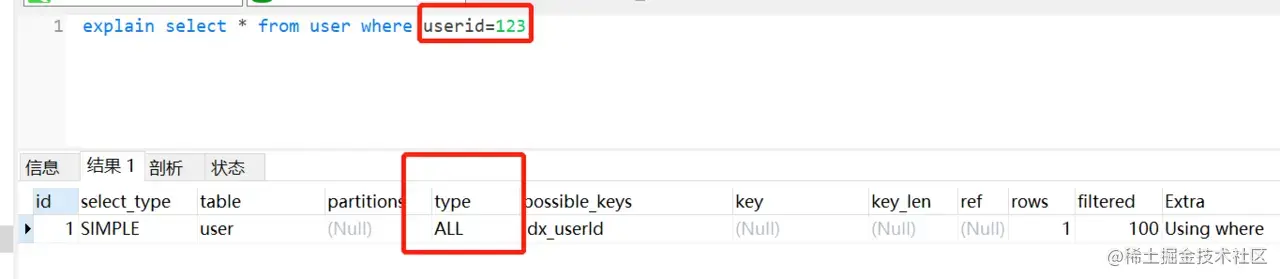 1 explain select * from user where userid=123
信息 结果 1 剖析 状态
id select_type table partitions type possible_keys key key_len ref rows filtered Extra
1 SIMPLE user (Null) ALL dx_userId (Null) (Null) (Null) 1 100 Using where
@稀土掘金技术社区